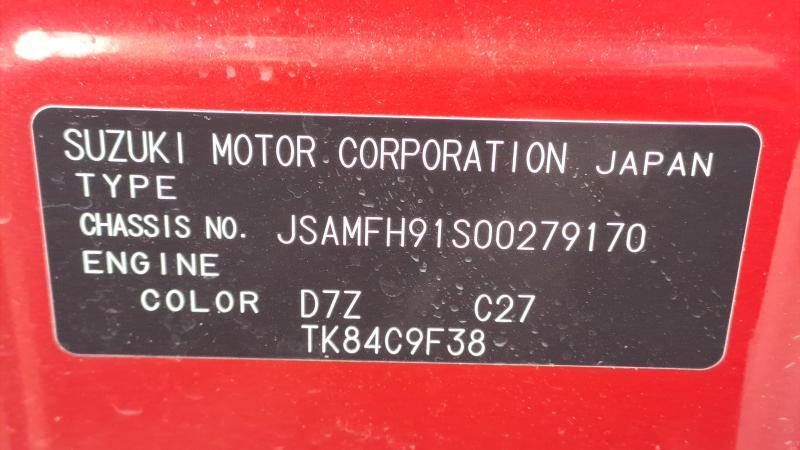 SUZUKI MOTOR CORPORATION JAPAN
TYPE
CHASSIS NO. JSAMFH91S00279170
ENGINE
COLOR D7Z C27
TK84C9F38